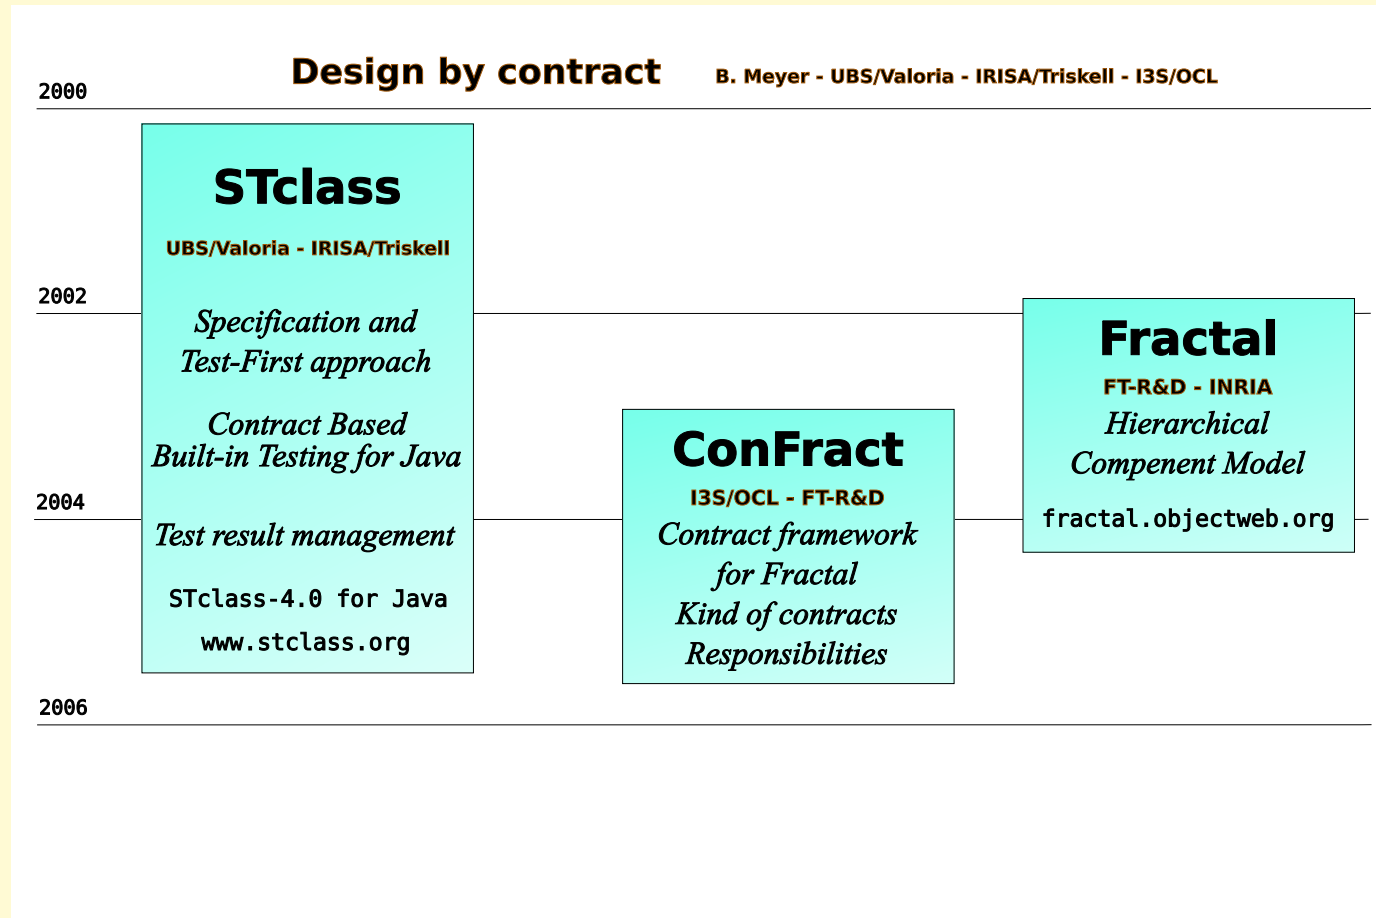 Design by contract B. Meyer - UBS/Valoria - IRISA/Triskell - I3S/OCL
2000
STclass
UBS/Valoria - IRISA/Triskell
Specification and
Test-First approach
Contract Based
Built-in Testing for Java
Test result management
STclass-4.0 for Java
www.stclass.org
2002
Fractal
FT-R&D - INRIA
Hierarchical
Compenent Model
fractal.objectweb.org
ConFract
I3S/OCL - FT-R&D
Contract framework
for Fractal
Kind of contracts
Responsibilities
2004
2006